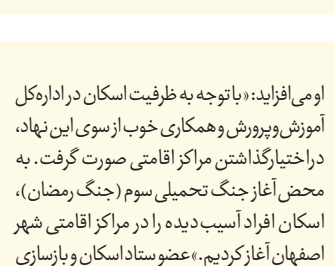 او می‌افزاید: «با توجه به ظرفیت اسکان در اداره‌کل
آموزش‌وپرورش و همکاری خوب از سوی این نهاد،
در اختیار گذاشتن مراکز اقامتی صورت گرفت. به
محض آغاز جنگ تحمیلی سوم (جنگ رمضان)،
اسکان افراد آسیب‌دیده را در مراکز اقامتی شهر
اصفهان آغاز کردیم.» عضو ستاد اسکان و بازسازی